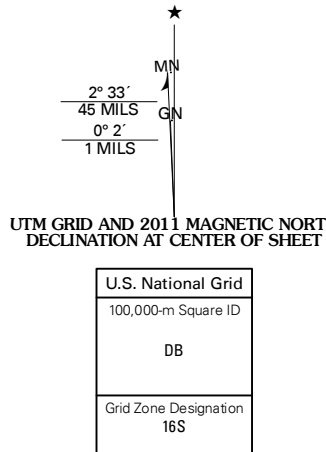 ★
MN
2° 33´
45 MILS
GN
0° 2´
1 MILS
UTM GRID AND 2011 MAGNETIC NORT
DECLINATION AT CENTER OF SHEET
U.S. National Grid
100,000-m Square ID
DB
Grid Zone Designation
16S